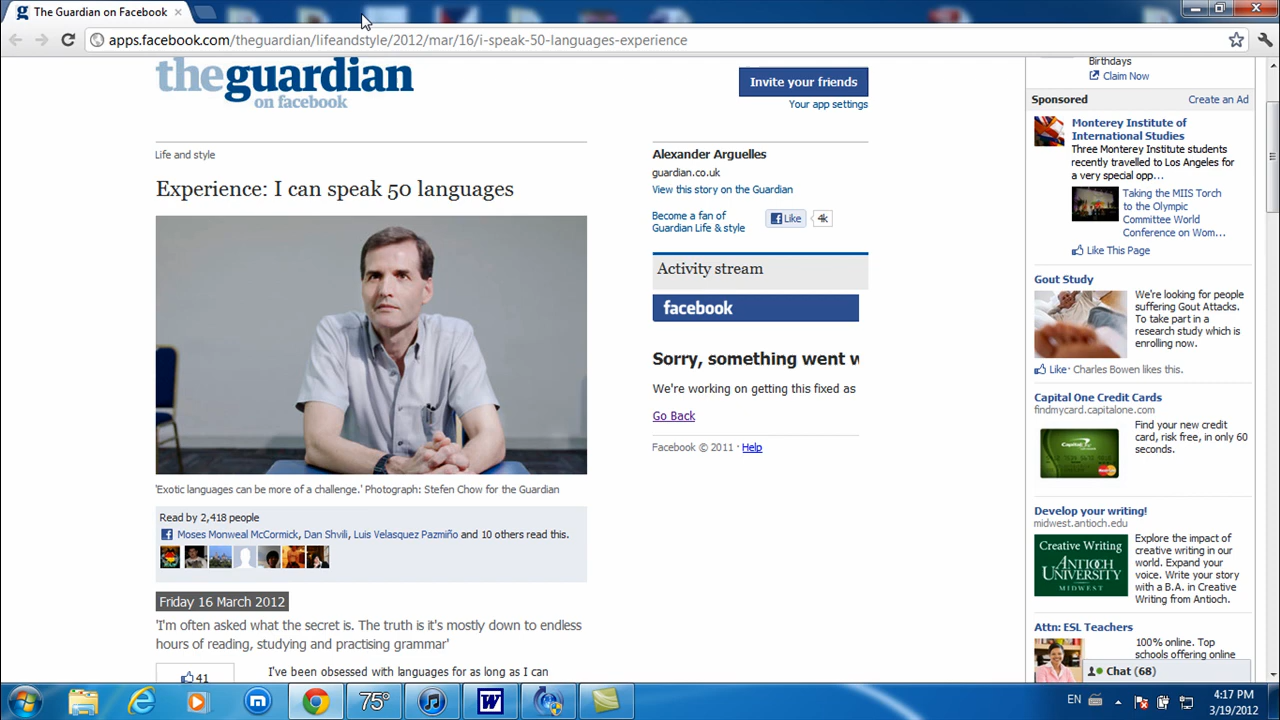 The Guardian on Facebook
apps.facebook.com/theguardian/lifeandstyle/2012/mar/16/i-speak-50-languages-experience
theguardian
on facebook
Invite your friends
Your app settings
Life and style
Experience: I can speak 50 languages
'Exotic languages can be more of a challenge.' Photograph: Stefen Chow for the Guardian
Read by 2,418 people
Moses Monweal McCormick, Dan Shvili, Luis Velasquez Pazmiño and 10 others read this.
Friday 16 March 2012
'I'm often asked what the secret is. The truth is it's mostly down to endless
hours of reading, studying and practising grammar'
41
I've been obsessed with languages for as long as I can
Alexander Arguelles
guardian.co.uk
View this story on the Guardian
Become a fan of
Guardian Life & style
Like
4k
Activity stream
facebook
Sorry, something went w
We're working on getting this fixed as
Go Back
Facebook © 2011 · Help
Birthdays
Claim Now
Sponsored
Create an Ad
Monterey Institute of
International Studies
Three Monterey Institute students
recently travelled to Los Angeles for
a very special opp...
Taking the MIIS Torch
to the Olympic
Committee World
Conference on Wom...
Like This Page
Gout Study
We're looking for people
suffering Gout Attacks.
To take part in a
research study which is
enrolling now.
Like · Charles Bowen likes this.
Capital One Credit Cards
findmycard.capitalone.com
Find your new credit
card, risk free, in only 60
seconds.
Develop your writing!
midwest.antioch.edu
Creative Writing
ANTIOCH
UNIVERSITY
MIDWEST
Explore the impact of
creative writing in our
world. Expand your
voice. Write your story
with a B.A. in Creative
Writing from Antioch.
Attn: ESL Teachers
100% online. Top
schools offering online
Chat (68)
75°
EN
4:17 PM
3/19/2012